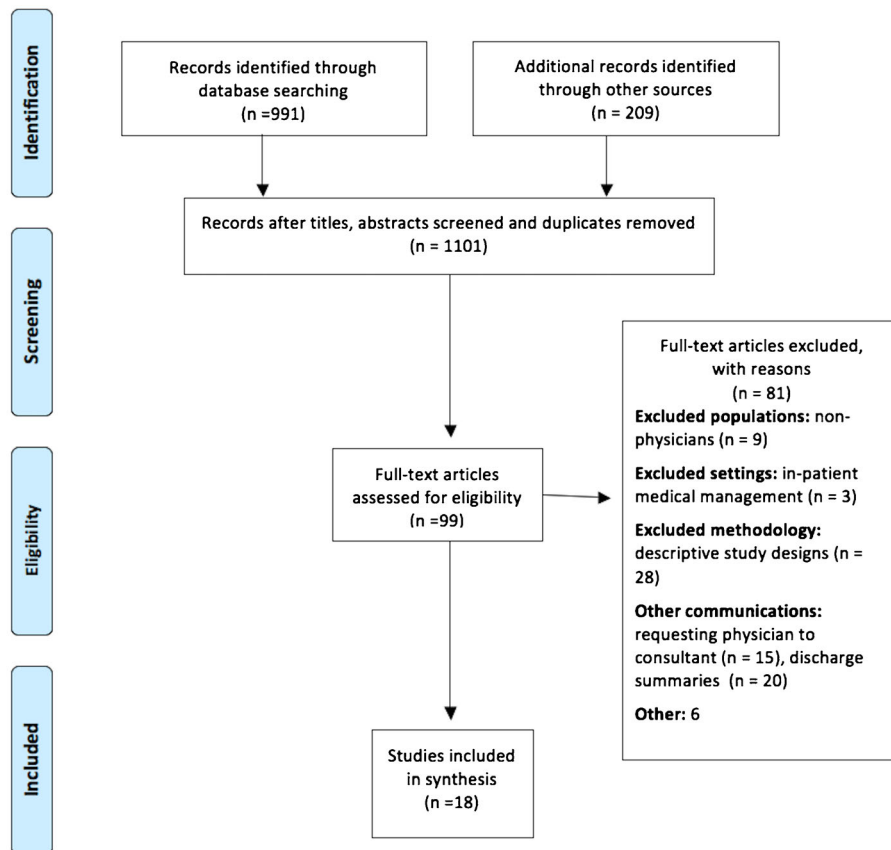 Identification
Records identified through
database searching
(n =991)
Additional records identified
through other sources
(n = 209)
Records after titles, abstracts screened and duplicates removed
(n = 1101)
Screening
Full-text articles excluded,
with reasons
(n = 81)
Excluded populations: non-
physicians (n = 9)
Excluded settings: in-patient
medical management (n = 3)
Excluded methodology:
descriptive study designs (n =
28)
Other communications:
requesting physician to
consultant (n = 15), discharge
summaries (n = 20)
Other: 6
Eligibility
Full-text articles
assessed for eligibility
(n =99)
Included
Studies included
in synthesis
(n =18)